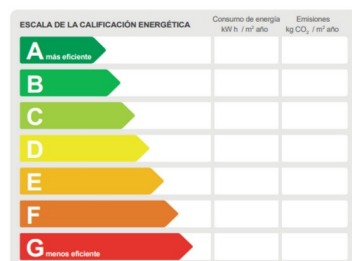 ESCALA DE LA CALIFICACIÓN ENERGÉTICA
Consumo de energía
kW h / m² año
Emisiones
kg CO₂ / m² año
A más eficiente
B
C
D
E
F
G menos eficiente